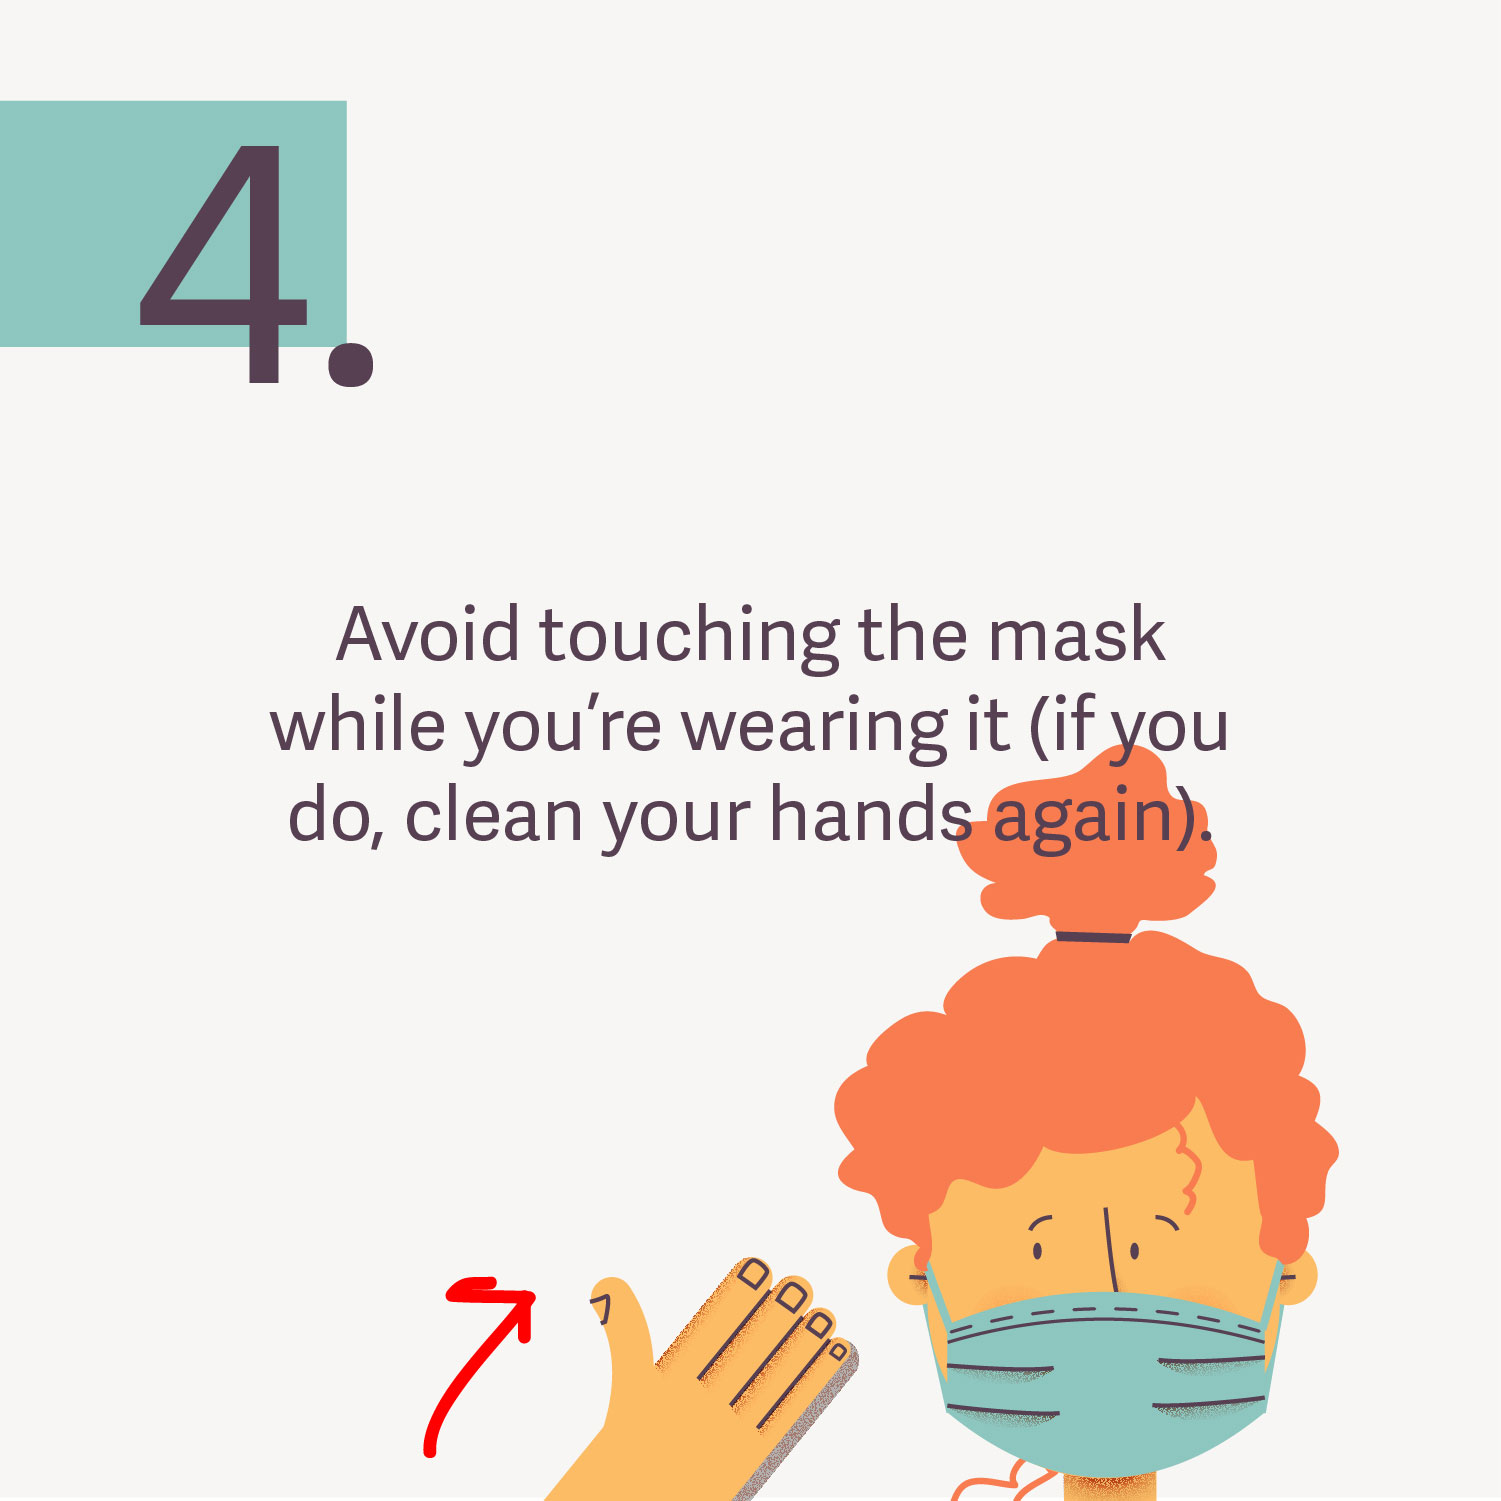 4.
Avoid touching the mask
while you’re wearing it (if you
do, clean your hands again).